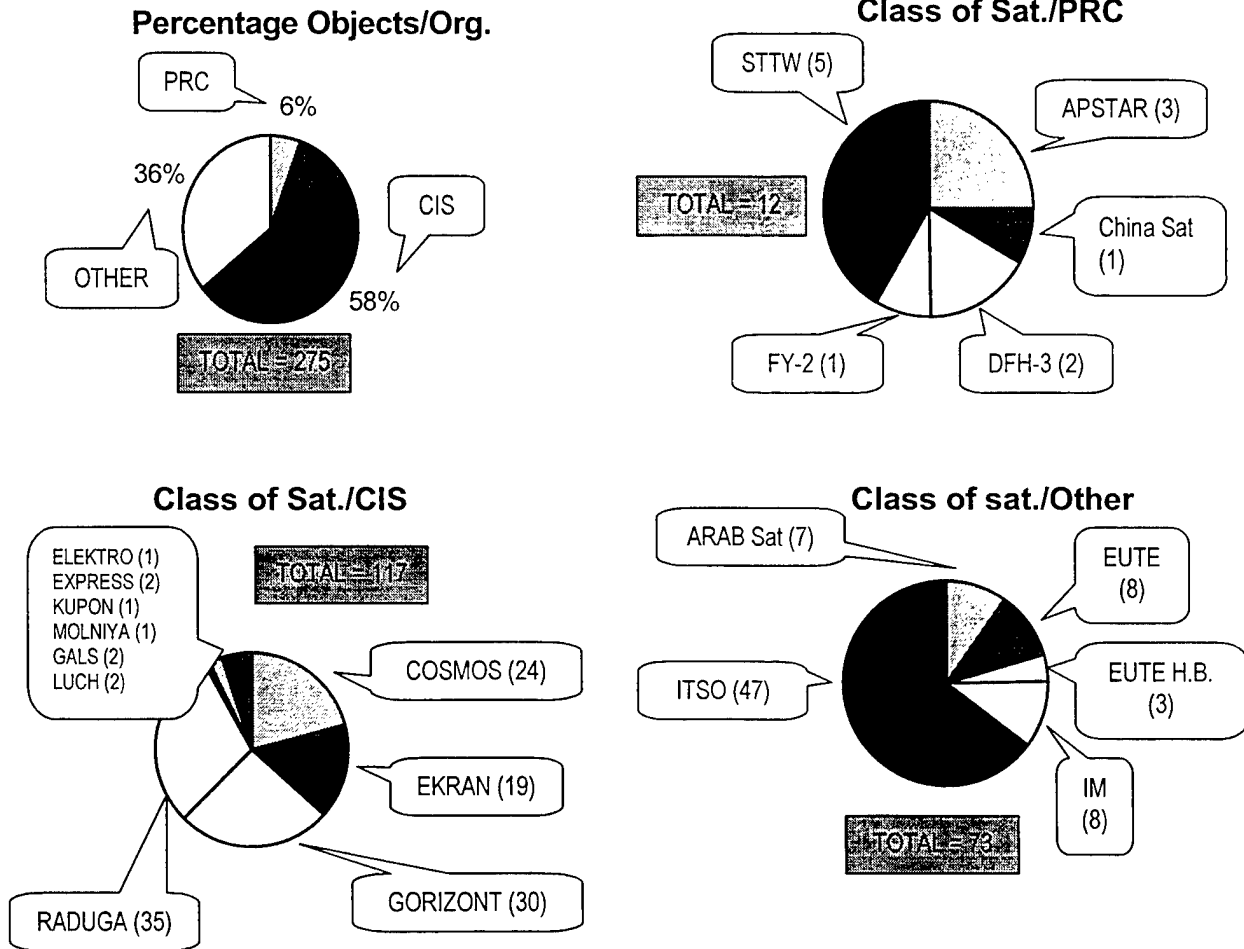 Percentage Objects/Org.
PRC
6%
36%
CIS
OTHER
58%
TOTAL = 275
Class of Sat./PRC
STTW (5)
APSTAR (3)
TOTAL = 12
China Sat
(1)
FY-2 (1)
DFH-3 (2)
Class of Sat./CIS
ELEKTRO (1)
EXPRESS (2)
KUPON (1)
MOLNIYA (1)
GALS (2)
LUCH (2)
TOTAL = 117
COSMOS (24)
EKRAN (19)
GORIZONT (30)
RADUGA (35)
Class of sat./Other
ARAB Sat (7)
EUTE
(8)
ITSO (47)
EUTE H.B.
(3)
IM
(8)
TOTAL = 73